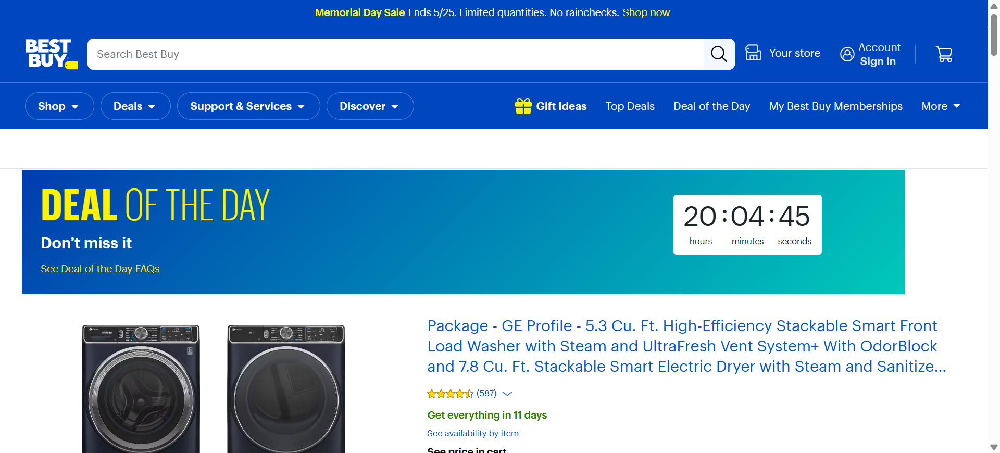 Memorial Day Sale Ends 5/25. Limited quantities. No rainchecks. Shop now
BEST BUY
Search Best Buy
Your store
Account
Sign in
Shop
Deals
Support & Services
Discover
Gift Ideas
Top Deals
Deal of the Day
My Best Buy Memberships
More
DEAL OF THE DAY
Don’t miss it
See Deal of the Day FAQs
20:04:45
hours minutes seconds
Package - GE Profile - 5.3 Cu. Ft. High-Efficiency Stackable Smart Front
Load Washer with Steam and UltraFresh Vent System+ With OdorBlock
and 7.8 Cu. Ft. Stackable Smart Electric Dryer with Steam and Sanitize...
(587)
Get everything in 11 days
See availability by item
See price in cart